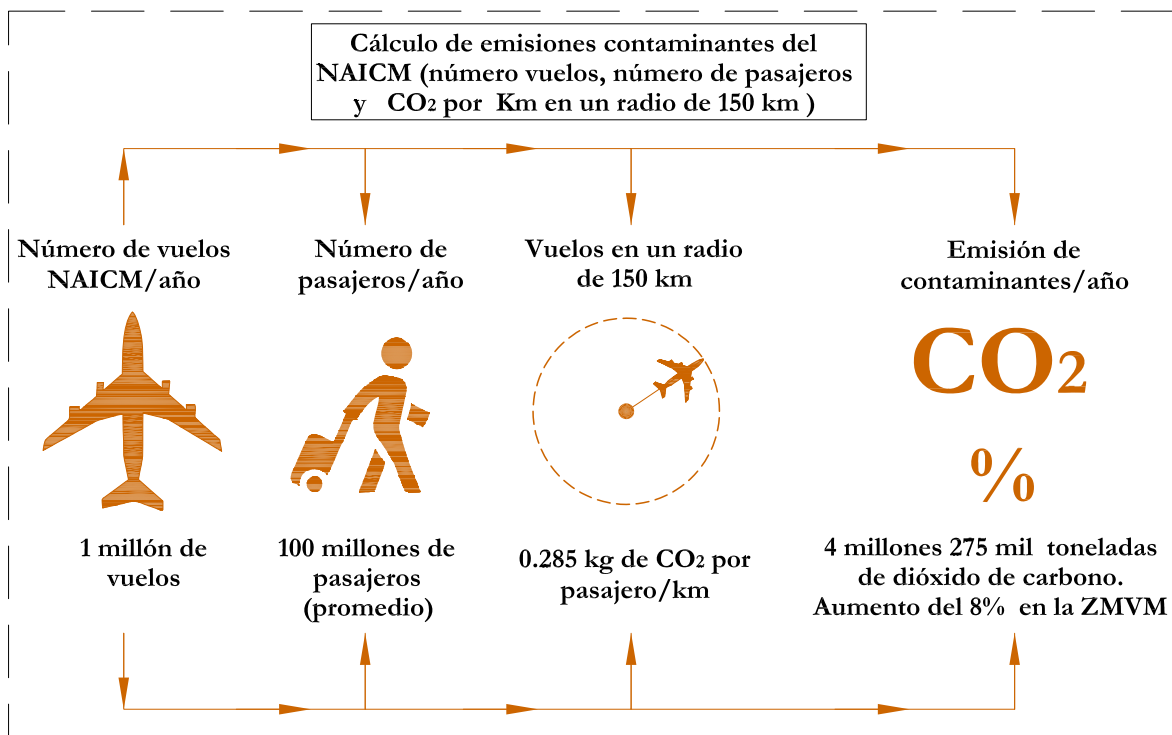 Cálculo de emisiones contaminantes del
NAICM (número vuelos, número de pasajeros
y CO2 por Km en un radio de 150 km )
Número de vuelos
NAICM/año
Número de
pasajeros/año
Vuelos en un radio
de 150 km
Emisión de
contaminantes/año
CO2
%
1 millón de
vuelos
100 millones de
pasajeros
(promedio)
0.285 kg de CO2 por
pasajero/km
4 millones 275 mil toneladas
de dióxido de carbono.
Aumento del 8% en la ZMVM